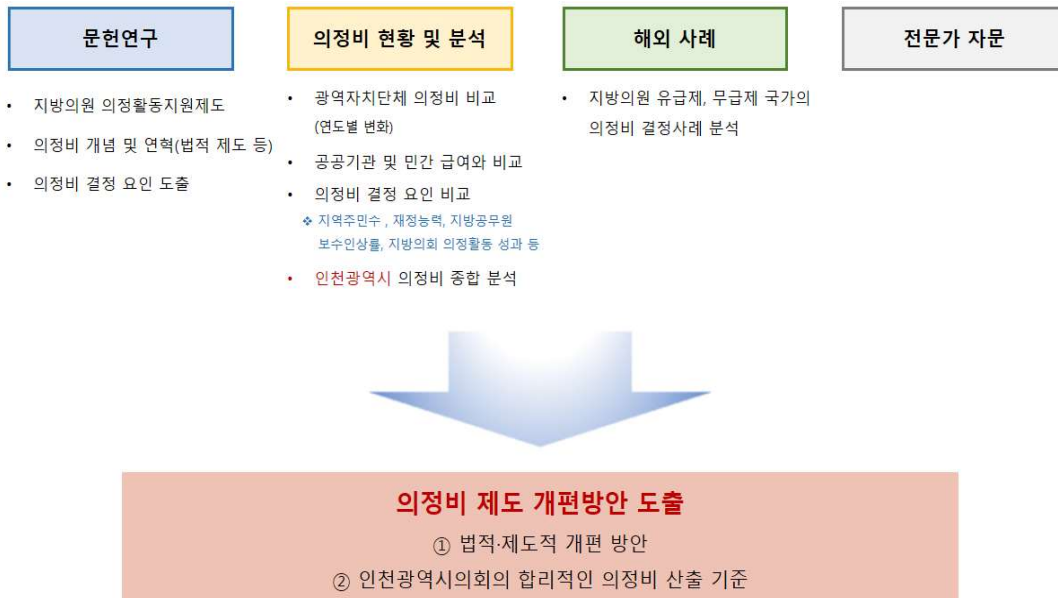 문헌연구
• 지방의원 의정활동지원제도
• 의정비 개념 및 연혁(법적 제도 등)
• 의정비 결정 요인 도출
의정비 현황 및 분석
• 광역자치단체 의정비 비교
(연도별 변화)
• 공공기관 및 민간 급여와 비교
• 의정비 결정 요인 비교
❖ 지역주민수 , 재정능력, 지방공무원
보수인상률, 지방의회 의정활동 성과 등
• 인천광역시 의정비 종합 분석
해외 사례
• 지방의원 유급제, 무급제 국가의
의정비 결정사례 분석
전문가 자문
의정비 제도 개편방안 도출
① 법적·제도적 개편 방안
② 인천광역시의회의 합리적인 의정비 산출 기준